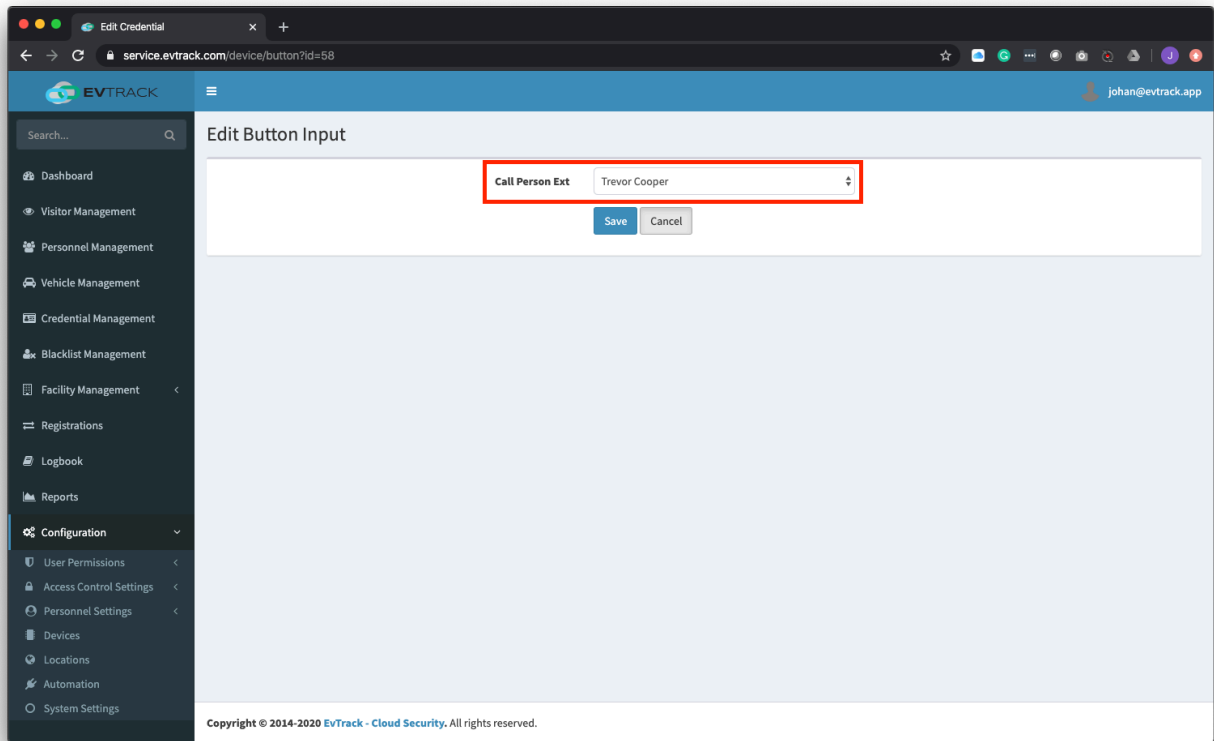 Edit Credential
service.evtrack.com/device/button?id=58
J
EVTRACK
johan@evtrack.app
Search...
Edit Button Input
Call Person Ext
Trevor Cooper
Save
Cancel
Dashboard
Visitor Management
Personnel Management
Vehicle Management
Credential Management
Blacklist Management
Facility Management
Registrations
Logbook
Reports
Configuration
User Permissions
Access Control Settings
Personnel Settings
Devices
Locations
Automation
System Settings
Copyright © 2014-2020 EvTrack - Cloud Security. All rights reserved.